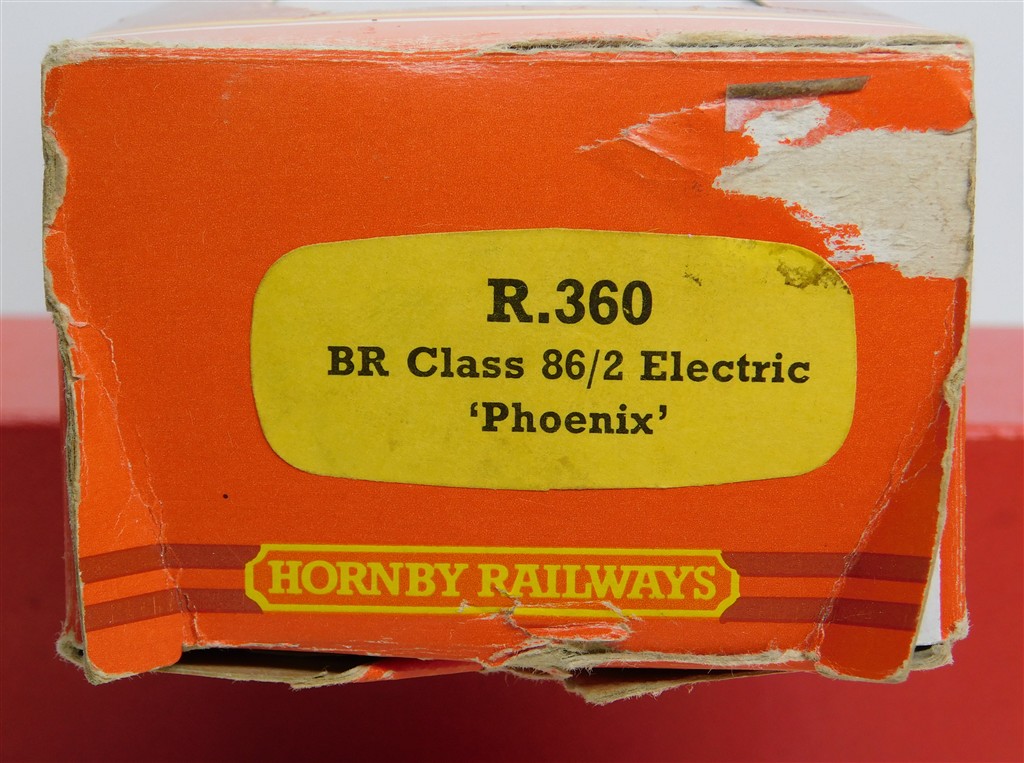 R.360
BR Class 86/2 Electric
‘Phoenix’
HORNBY RAILWAYS